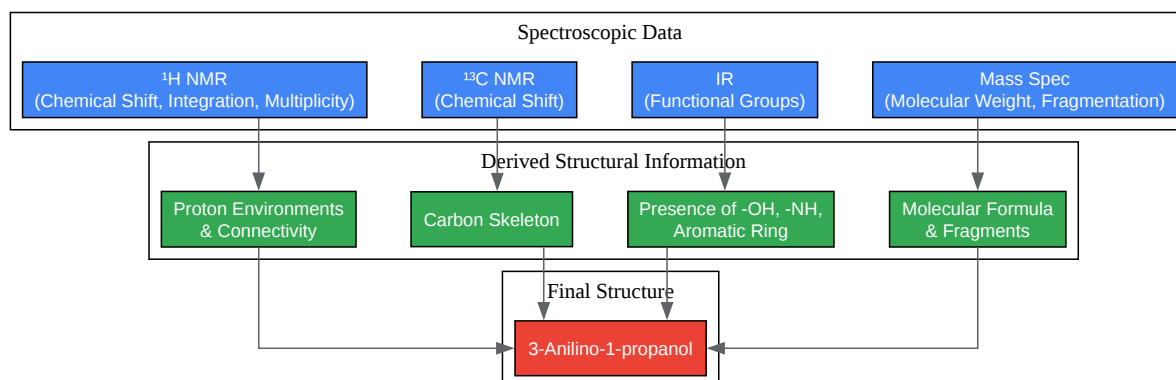 Spectroscopic Data
¹H NMR
(Chemical Shift, Integration, Multiplicity)
¹³C NMR
(Chemical Shift)
IR
(Functional Groups)
Mass Spec
(Molecular Weight, Fragmentation)
Derived Structural Information
Proton Environments
& Connectivity
Carbon Skeleton
Presence of -OH, -NH,
Aromatic Ring
Molecular Formula
& Fragments
Final Structure
3-Anilino-1-propanol